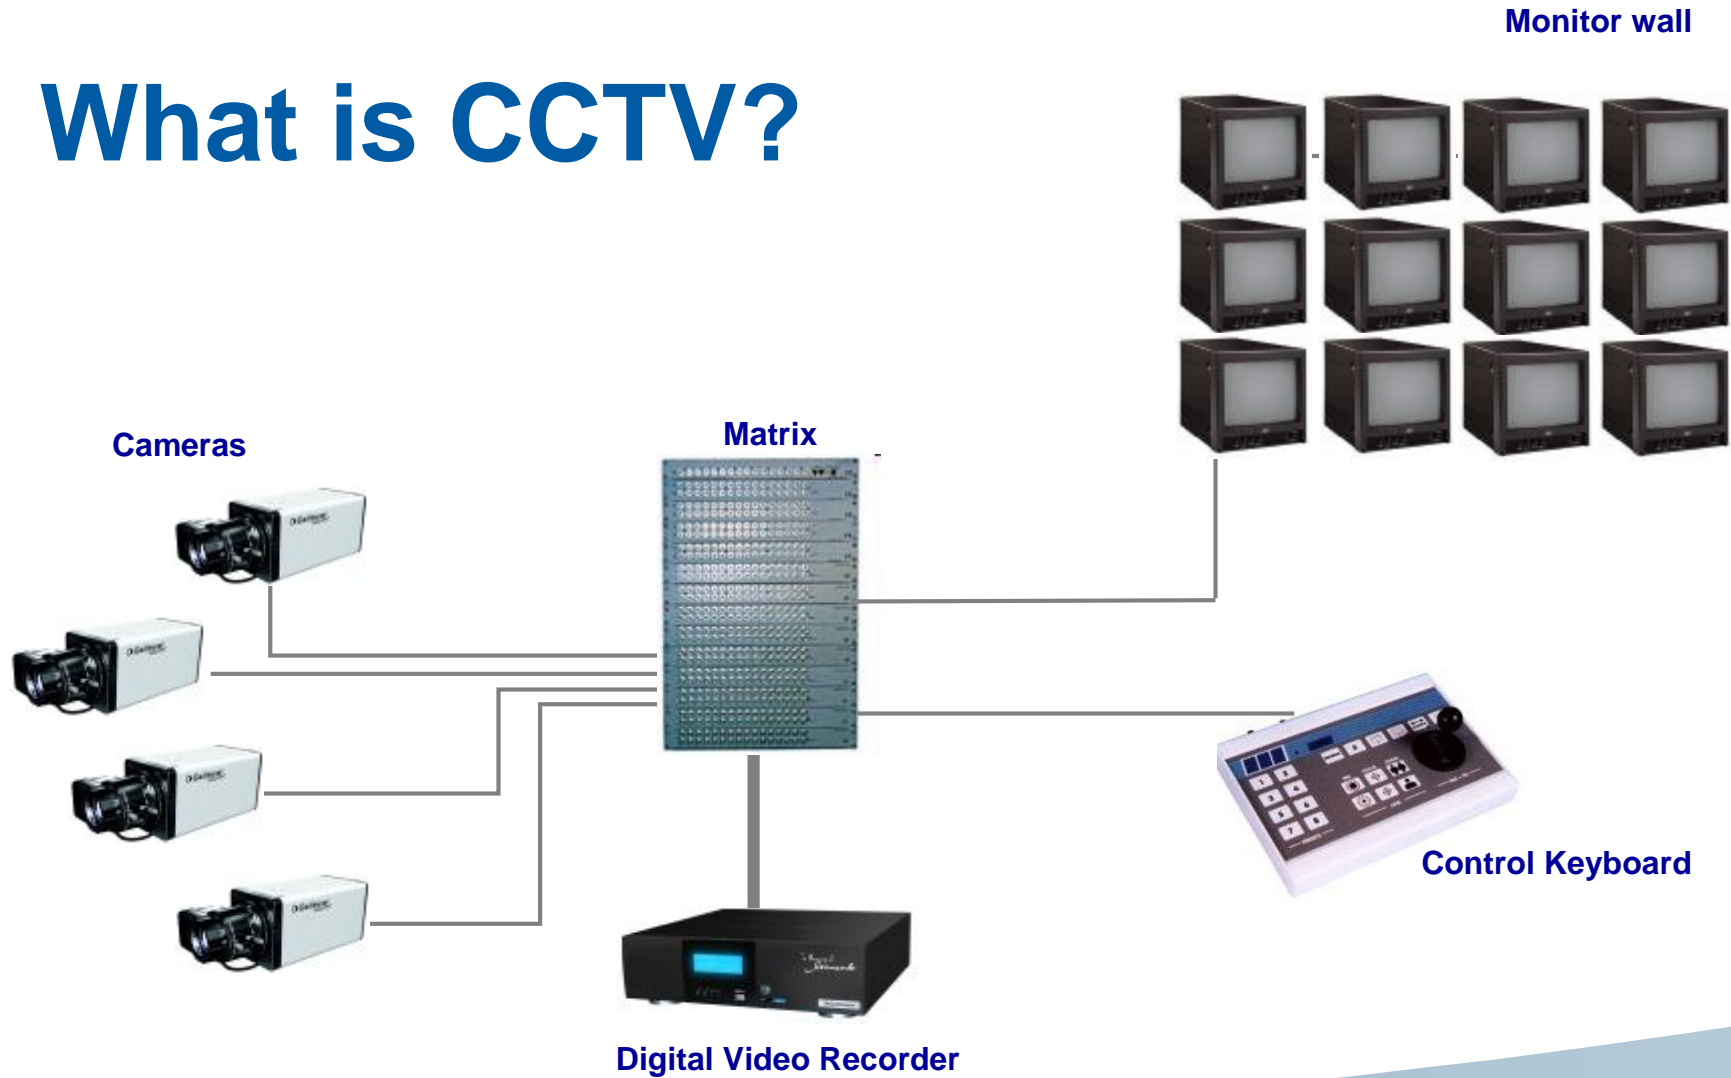 Monitor wall
What is CCTV?
Matrix
Cameras
Control Keyboard
Digital Video Recorder